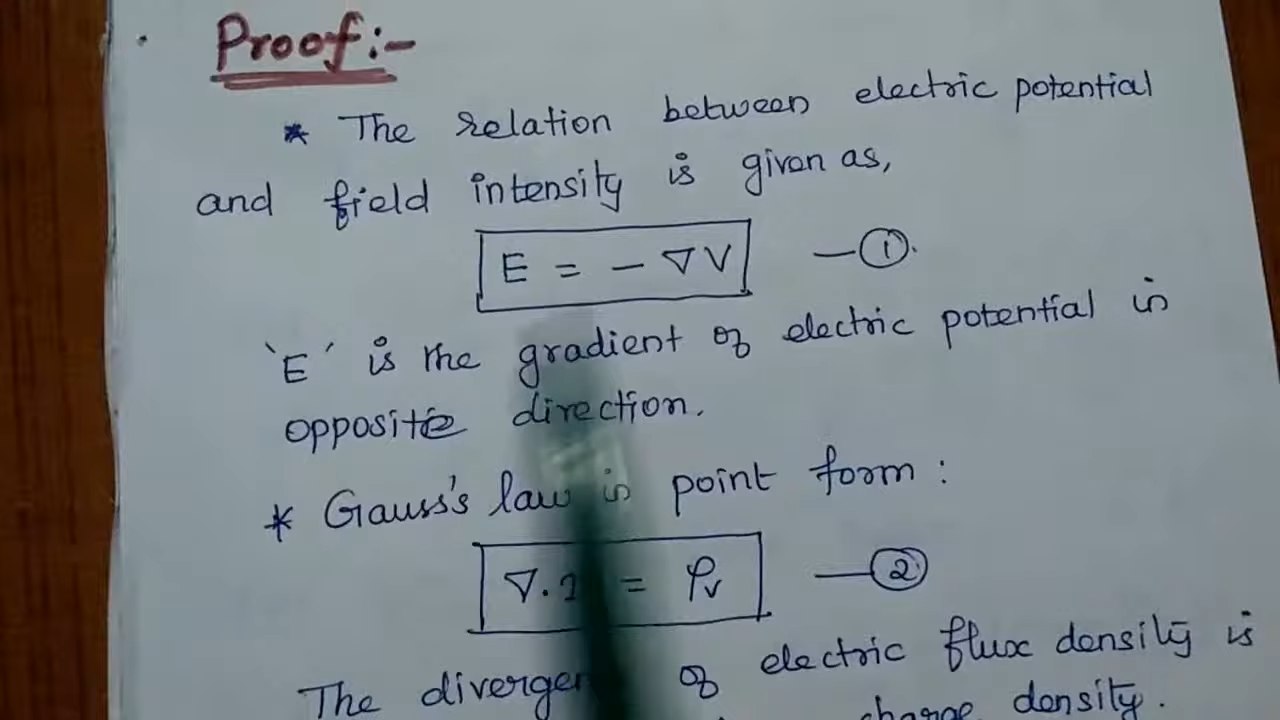 Proof:-
* The relation between electric potential
and field intensity is given as,
E = - ∇V —①.
'E' is the gradient of electric potential in
opposite direction.
* Gauss's law in point form :
∇. = ρv —②
The of electric flux density is
charge density.